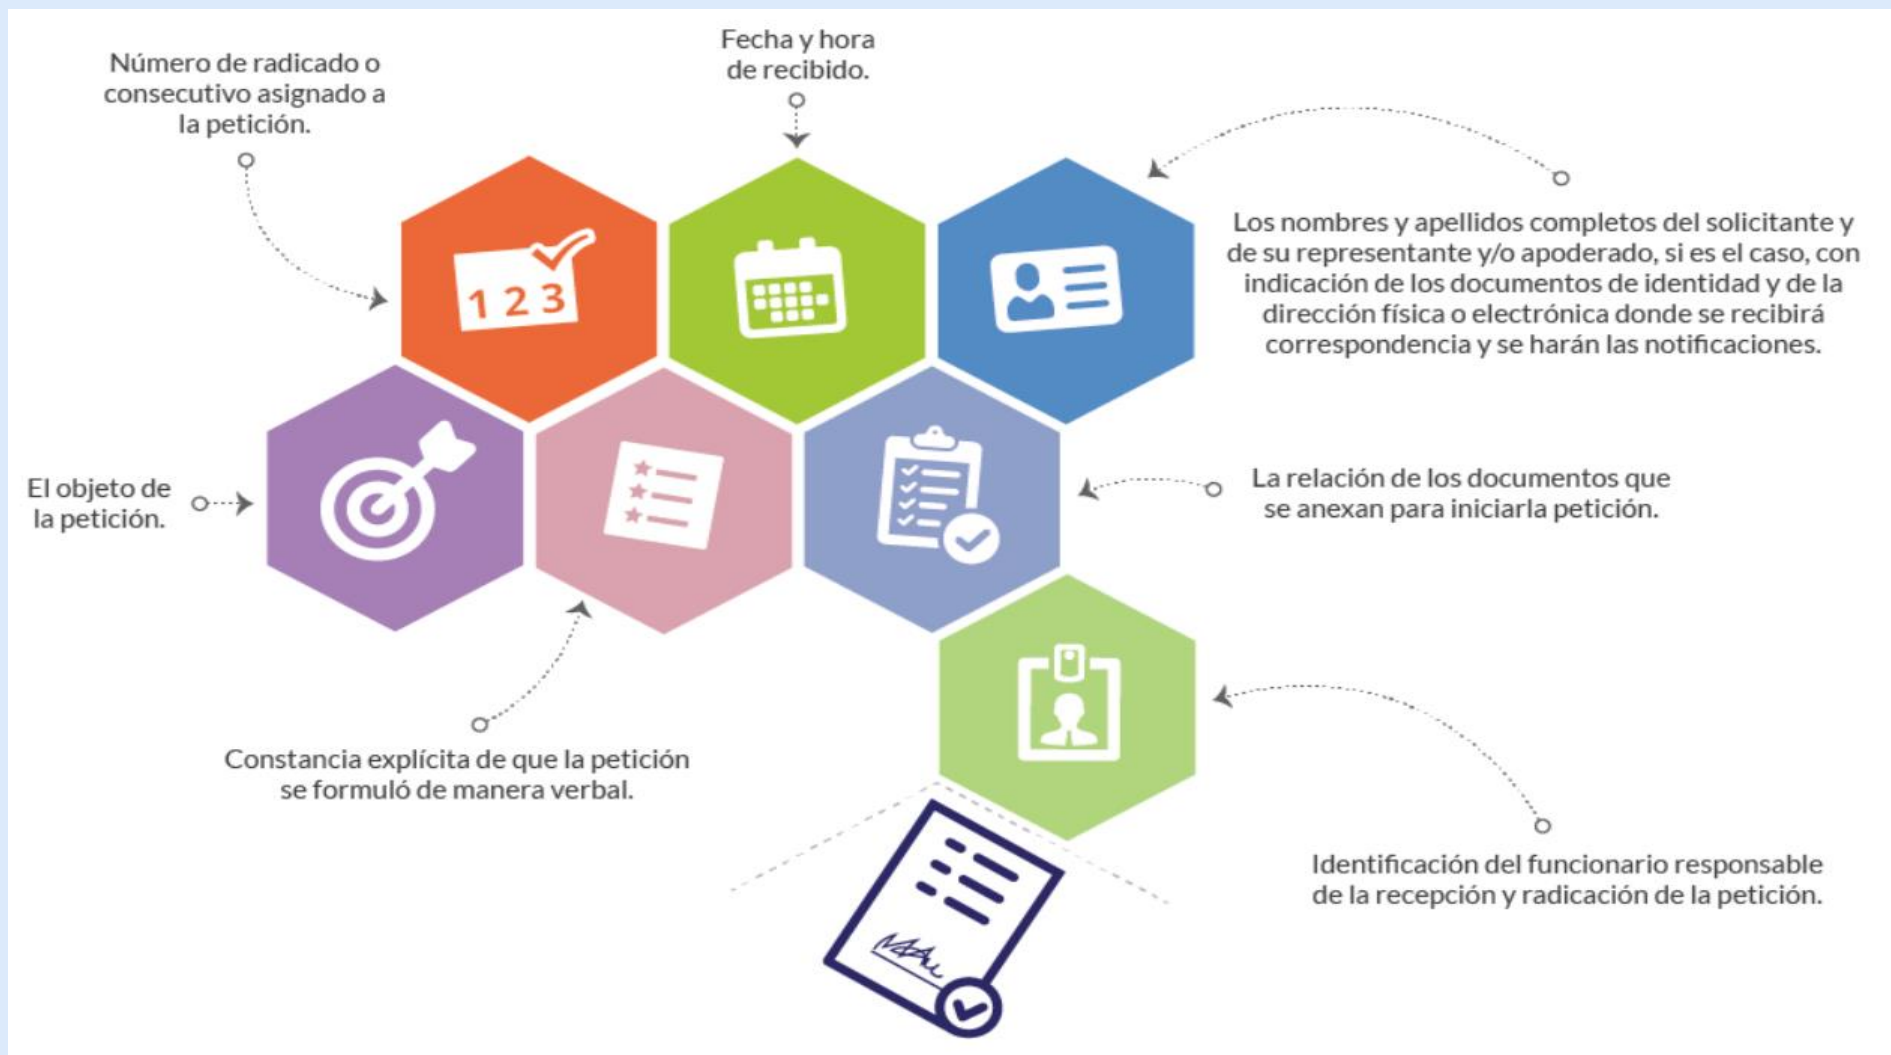 Número de radicado o
consecutivo asignado a
la petición.
Fecha y hora
de recibido.
Los nombres y apellidos completos del solicitante y
de su representante y/o apoderado, si es el caso, con
indicación de los documentos de identidad y de la
dirección física o electrónica donde se recibirá
correspondencia y se harán las notificaciones.
1 2 3
El objeto de
la petición.
La relación de los documentos que
se anexan para iniciarla petición.
Constancia explícita de que la petición
se formuló de manera verbal.
Identificación del funcionario responsable
de la recepción y radicación de la petición.